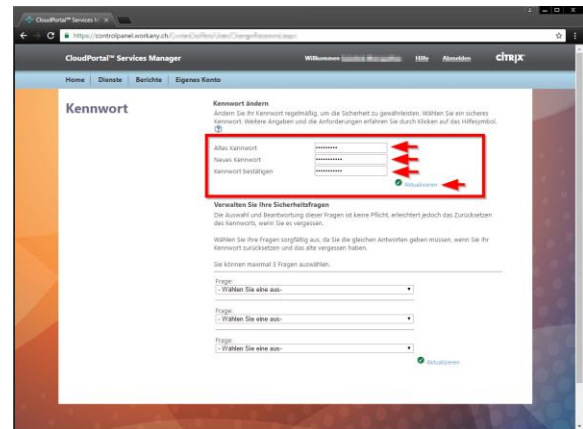 CloudPortal™ Services M
https://controlpanel.workany.ch/CortexDotNet/User/ChangePassword.aspx
CloudPortal™ Services Manager
Willkommen
Hilfe
Abmelden
CITRIX
Home
Dienste
Berichte
Eigenes Konto
Kennwort
Kennwort ändern
Ändern Sie Ihr Kennwort regelmäßig, um die Sicherheit zu gewährleisten. Wählen Sie ein sicheres
Kennwort. Weitere Angaben und die Anforderungen erfahren Sie durch Klicken auf das Hilfesymbol.
Altes Kennwort
Neues Kennwort
Kennwort bestätigen
Aktualisieren
Verwalten Sie Ihre Sicherheitsfragen
Die Auswahl und Beantwortung dieser Fragen ist keine Pflicht, erleichtert jedoch das Zurücksetzen
des Kennworts, wenn Sie es vergessen.
Wählen Sie Ihre Fragen sorgfältig aus, da Sie die gleichen Antworten geben müssen, wenn Sie Ihr
Kennwort zurücksetzen und das alte vergessen haben.
Sie können maximal 3 Fragen auswählen.
Frage:
- Wählen Sie eine aus-
Frage:
- Wählen Sie eine aus-
Frage:
- Wählen Sie eine aus-
Aktualisieren